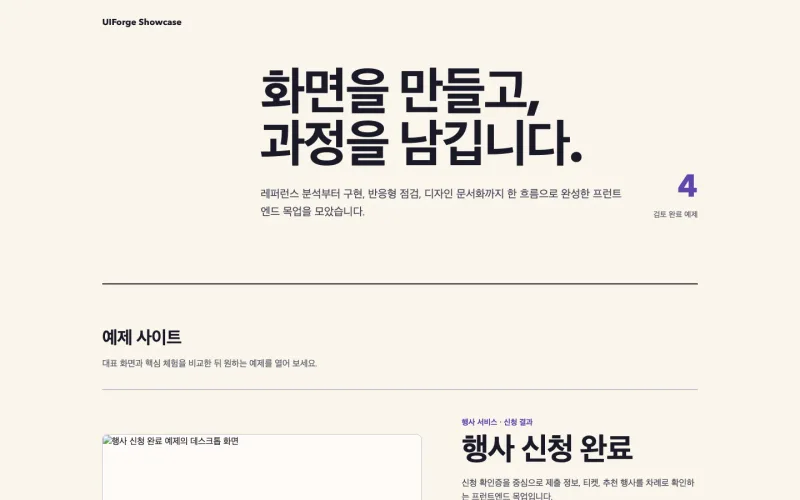 UIForge Showcase
화면을 만들고,
과정을 남깁니다.
레퍼런스 분석부터 구현, 반응형 점검, 디자인 문서화까지 한 흐름으로 완성한 프런트
엔드 목업을 모았습니다.
4
검토 완료 예제
예제 사이트
대표 화면과 핵심 체험을 비교한 뒤 원하는 예제를 열어 보세요.
행사 신청 완료 예제의 데스크톱 화면
행사 서비스 · 신청 결과
행사 신청 완료
신청 확인증을 중심으로 제출 정보, 티켓, 추천 행사를 차례로 확인하
는 프런트엔드 목업입니다.